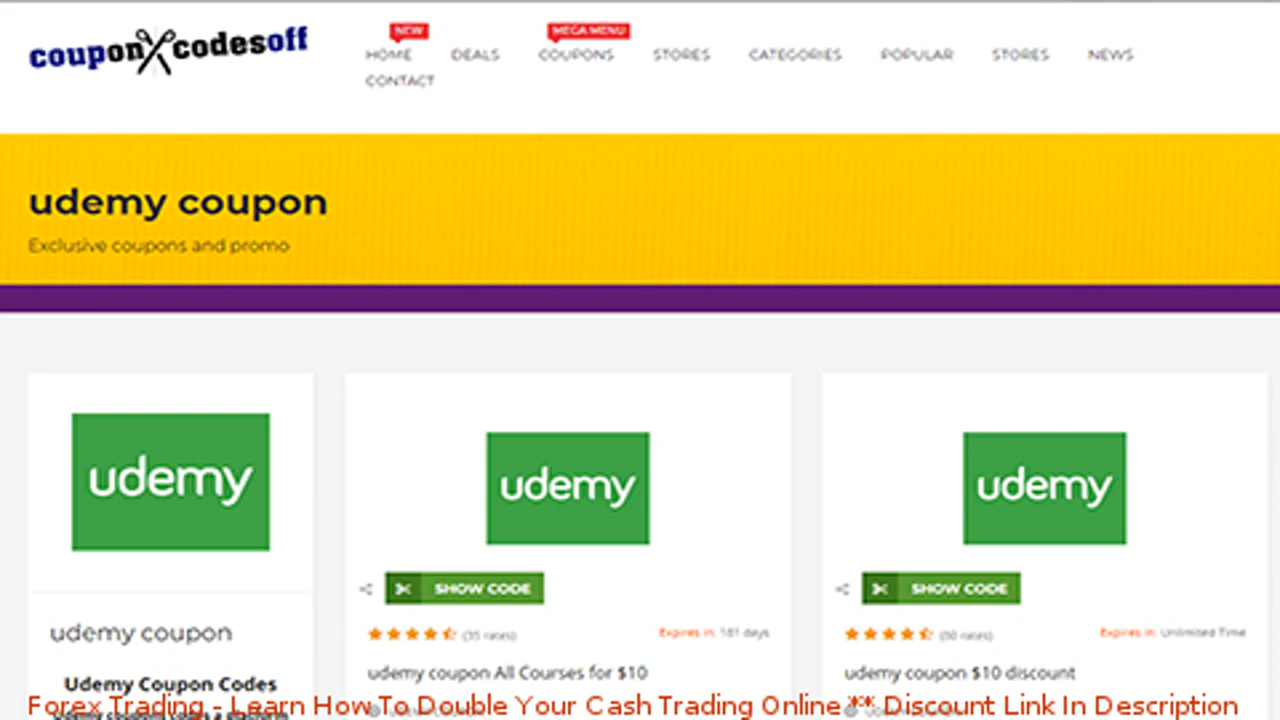 couponXcodesoff
NEW
MEGA MENU
HOME DEALS COUPONS STORES CATEGORIES POPULAR STORES NEWS
CONTACT
udemy coupon
Exclusive coupons and promo
udemy
udemy
udemy
SHOW CODE
SHOW CODE
(35 rates) Expires in: 181 days
(80 rates) Expires in: Unlimited Time
udemy coupon
udemy coupon All Courses for $10
udemy coupon $10 discount
Udemy Coupon Codes
Forex Trading - Learn How To Double Your Cash Trading Online ** Discount Link In Description